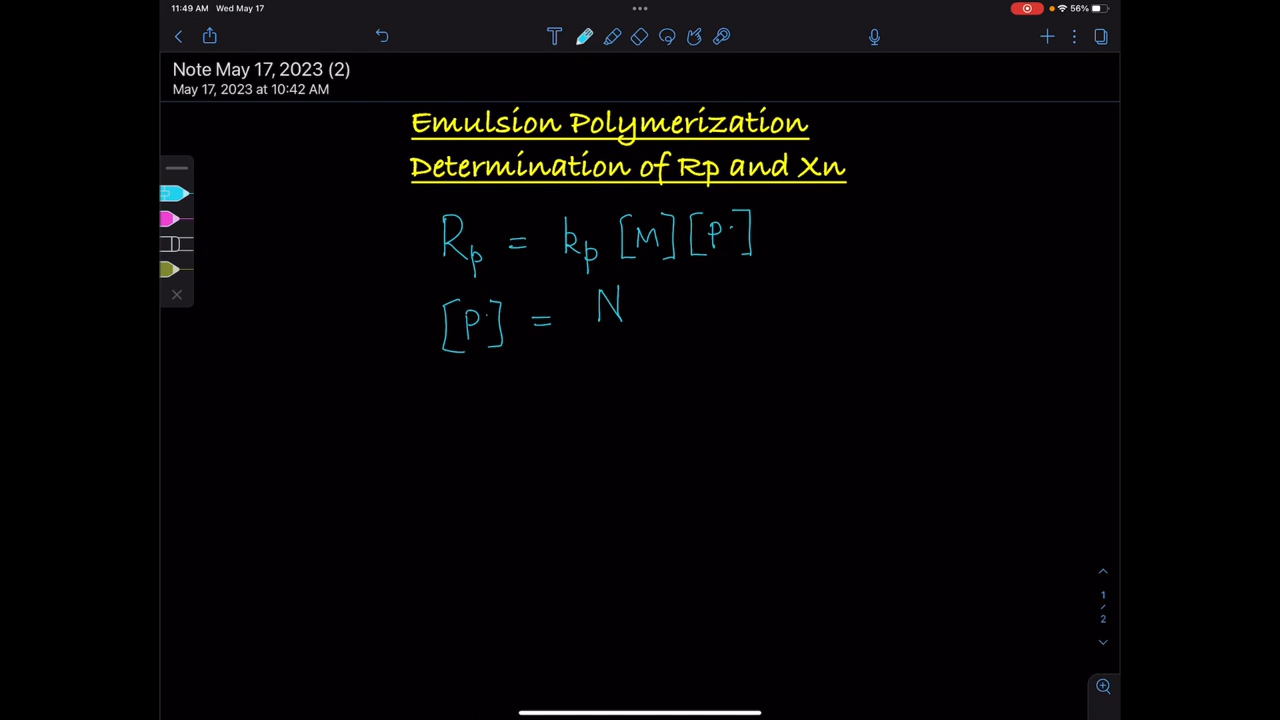 11:49 AM Wed May 17
56%
Note May 17, 2023 (2)
May 17, 2023 at 10:42 AM
Emulsion Polymerization
Determination of Rp and Xn
Rp = kp [M][P·]
[P·] = N
1
/
2